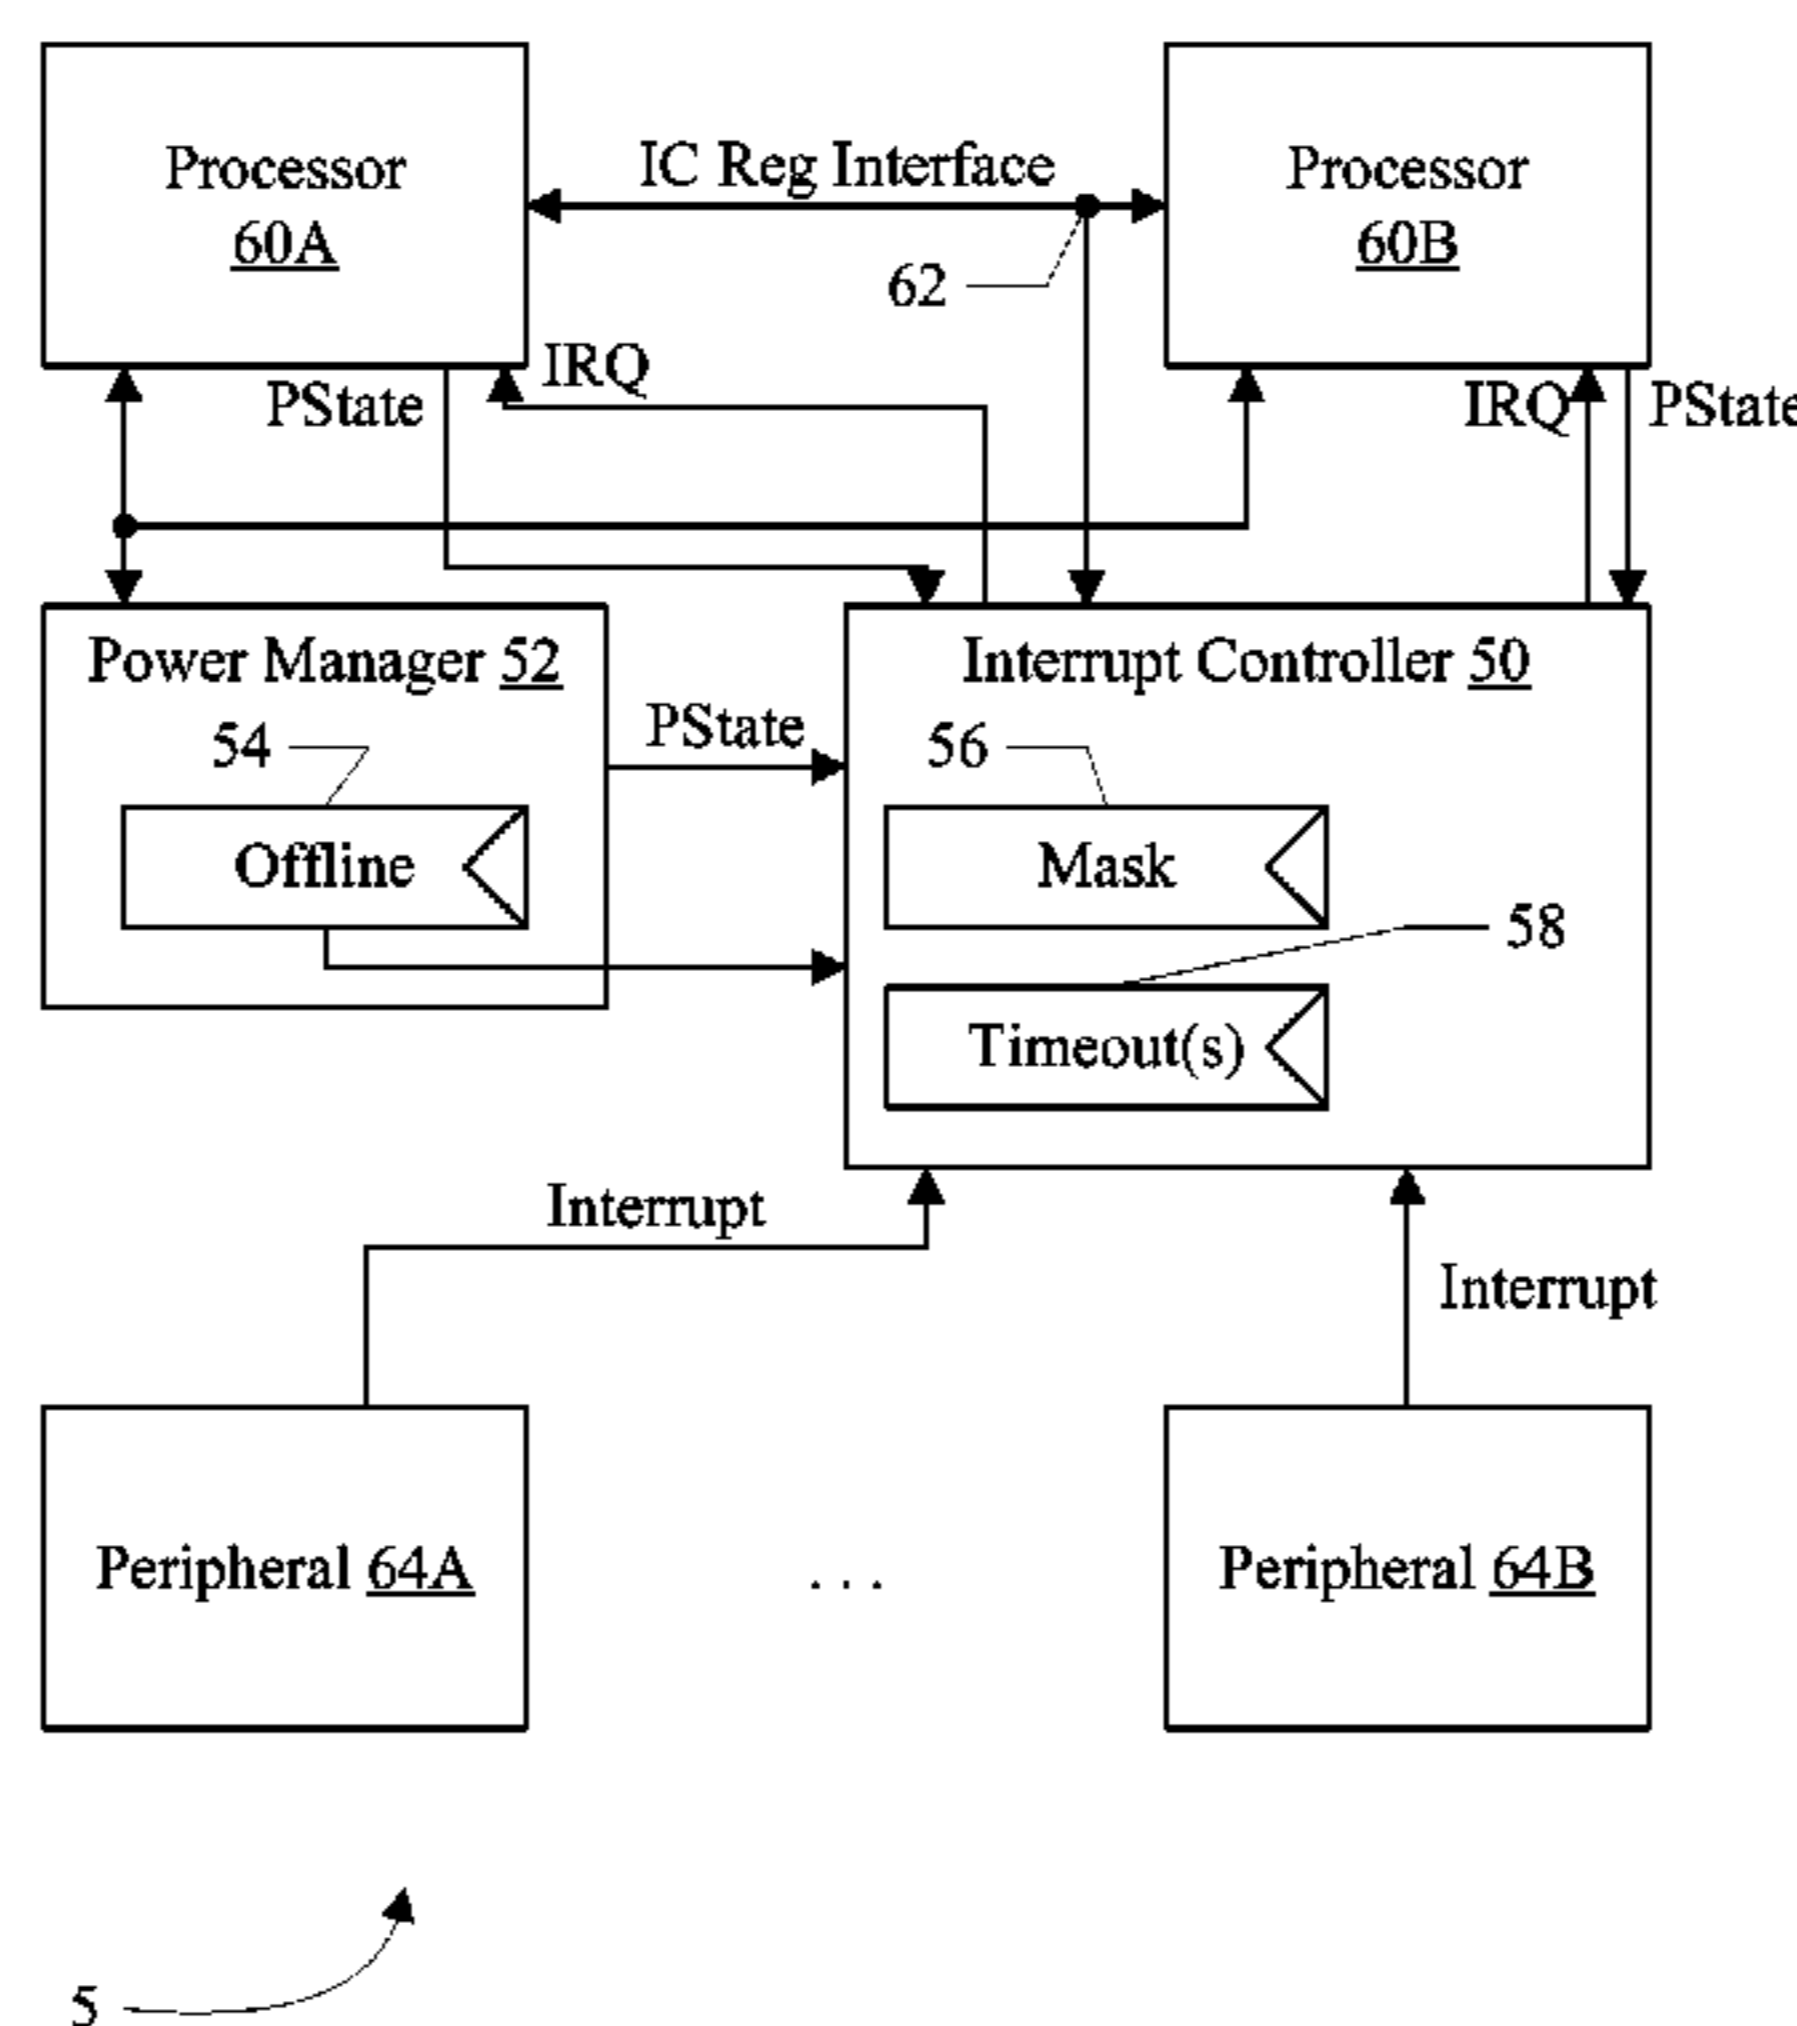 Processor
60A
IC Reg Interface
Processor
60B
62
PState
IRQ
IRQ
PState
Power Manager 52
Interrupt Controller 50
54
PState
56
Offline
Mask
58
Timeout(s)
Interrupt
Interrupt
Peripheral 64A
. . .
Peripheral 64B
5